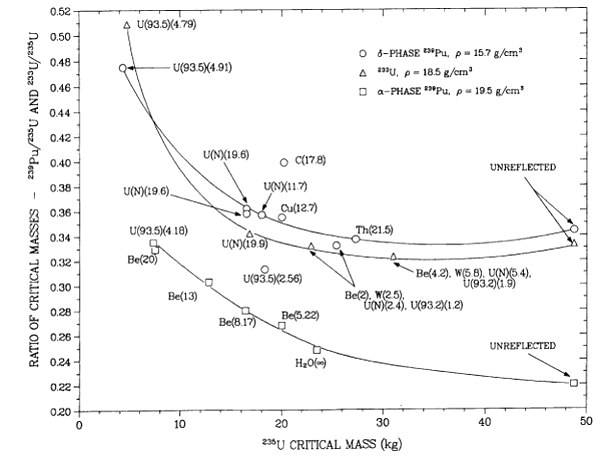 RATIO OF CRITICAL MASSES - ²³⁹Pu/²³⁵U AND ²³³U/²³⁵U
0.52
0.50
0.48
0.46
0.44
0.42
0.40
0.38
0.36
0.34
0.32
0.30
0.28
0.26
0.24
0.22
0.20
U(93.5)(4.79)
U(93.5)(4.91)
○ δ-PHASE ²³⁹Pu, ρ = 15.7 g/cm³
△ ²³³U, ρ = 18.5 g/cm³
□ α-PHASE ²³⁹Pu, ρ = 19.5 g/cm³
U(N)(19.6)
C(17.8)
U(N)(11.7)
UNREFLECTED
U(N)(19.6)
Cu(12.7)
U(93.5)(4.18)
U(N)(19.9)
Th(21.5)
Be(20)
U(93.5)(2.56)
Be(4.2), W(5.8), U(N)(5.4),
U(93.2)(1.9)
Be(2), W(2.5),
U(N)(2.4), U(93.2)(1.2)
Be(13)
Be(8.17)
Be(5.22)
H₂O(∞)
UNREFLECTED
0
10
20
30
40
50
²³⁵U CRITICAL MASS (kg)